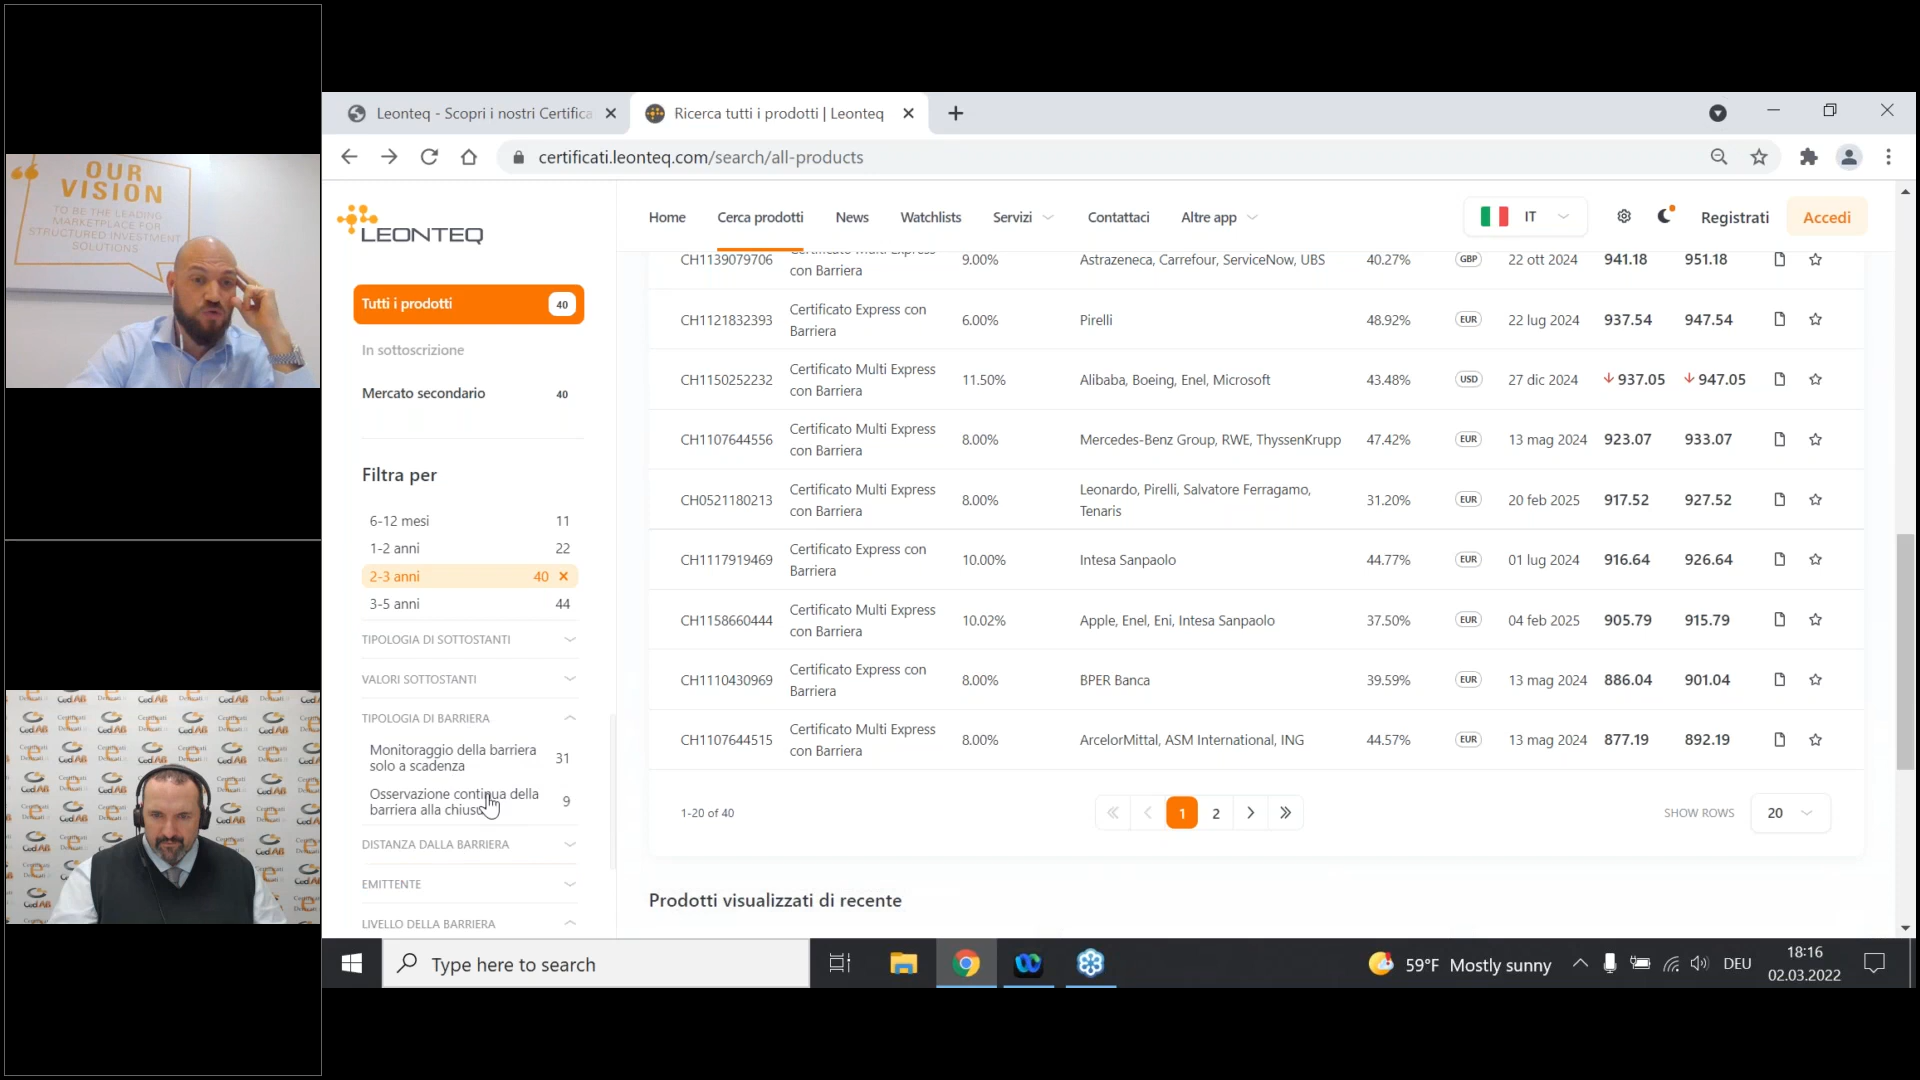 OUR
VISION
TO BE THE LEADING
MARKETPLACE FOR
STRUCTURED INVESTMENT
SOLUTIONS
Leonteq - Scopri i nostri Certifica
Ricerca tutti i prodotti | Leonteq
certificati.leonteq.com/search/all-products
LEONTEQ
Home Cerca prodotti News Watchlists Servizi Contattaci Altre app IT Registrati Accedi
Tutti i prodotti 40
In sottoscrizione
Mercato secondario 40
Filtra per
6-12 mesi 11
1-2 anni 22
2-3 anni 40
3-5 anni 44
TIPOLOGIA DI SOTTOSTANTI
VALORI SOTTOSTANTI
TIPOLOGIA DI BARRIERA
Monitoraggio della barriera
solo a scadenza 31
Osservazione continua della
barriera alla chiusu 9
DISTANZA DALLA BARRIERA
EMITTENTE
LIVELLO DELLA BARRIERA
CH1139079706 Certificato Multi Express
con Barriera 9.00% Astrazeneca, Carrefour, ServiceNow, UBS 40.27% GBP 22 ott 2024 941.18 951.18
CH1121832393 Certificato Express con
Barriera 6.00% Pirelli 48.92% EUR 22 lug 2024 937.54 947.54
CH1150252232 Certificato Multi Express
con Barriera 11.50% Alibaba, Boeing, Enel, Microsoft 43.48% USD 27 dic 2024 937.05 947.05
CH1107644556 Certificato Multi Express
con Barriera 8.00% Mercedes-Benz Group, RWE, ThyssenKrupp 47.42% EUR 13 mag 2024 923.07 933.07
CH0521180213 Certificato Multi Express
con Barriera 8.00% Leonardo, Pirelli, Salvatore Ferragamo,
Tenaris 31.20% EUR 20 feb 2025 917.52 927.52
CH1117919469 Certificato Express con
Barriera 10.00% Intesa Sanpaolo 44.77% EUR 01 lug 2024 916.64 926.64
CH1158660444 Certificato Multi Express
con Barriera 10.02% Apple, Enel, Eni, Intesa Sanpaolo 37.50% EUR 04 feb 2025 905.79 915.79
CH1110430969 Certificato Express con
Barriera 8.00% BPER Banca 39.59% EUR 13 mag 2024 886.04 901.04
CH1107644515 Certificato Multi Express
con Barriera 8.00% ArcelorMittal, ASM International, ING 44.57% EUR 13 mag 2024 877.19 892.19
1-20 of 40 1 2 SHOW ROWS 20
Prodotti visualizzati di recente
Type here to search
59°F Mostly sunny DEU 18:16
02.03.2022